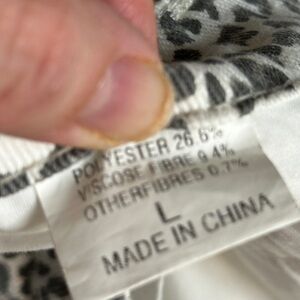 POLYESTER 26.6%
VISCOSE FIBRE 9.4%
OTHERFIBRES 0.7%
L
MADE IN CHINA